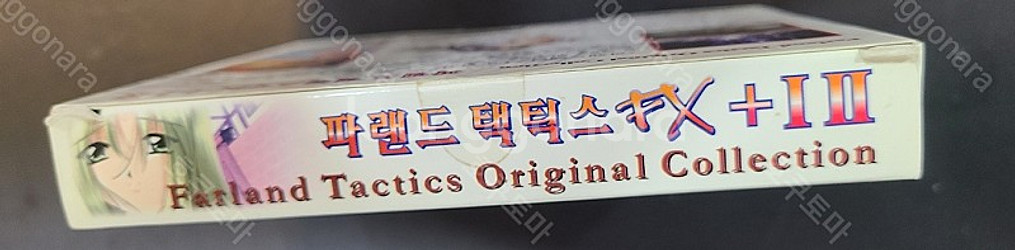 파랜드 택틱스 FX + I II
Farland Tactics Original Collection